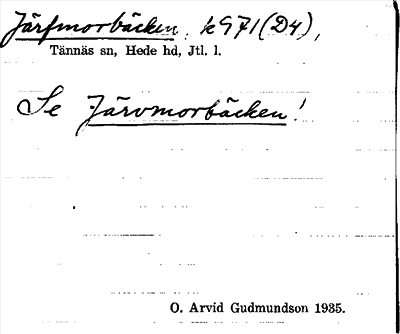 Järfmorbäcken. k971(D4),
Tännäs sn, Hede hd, Jtl. l.
Se Järvmorbäcken!
O. Arvid Gudmundson 1935.